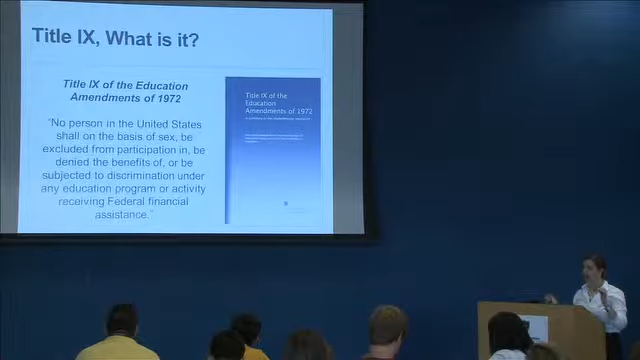 Title IX, What is it?
Title IX of the Education
Amendments of 1972
"No person in the United States
shall on the basis of sex, be
excluded from participation in, be
denied the benefits of, or be
subjected to discrimination under
any education program or activity
receiving Federal financial
assistance."
Title IX of the
Education
Amendments of 1972